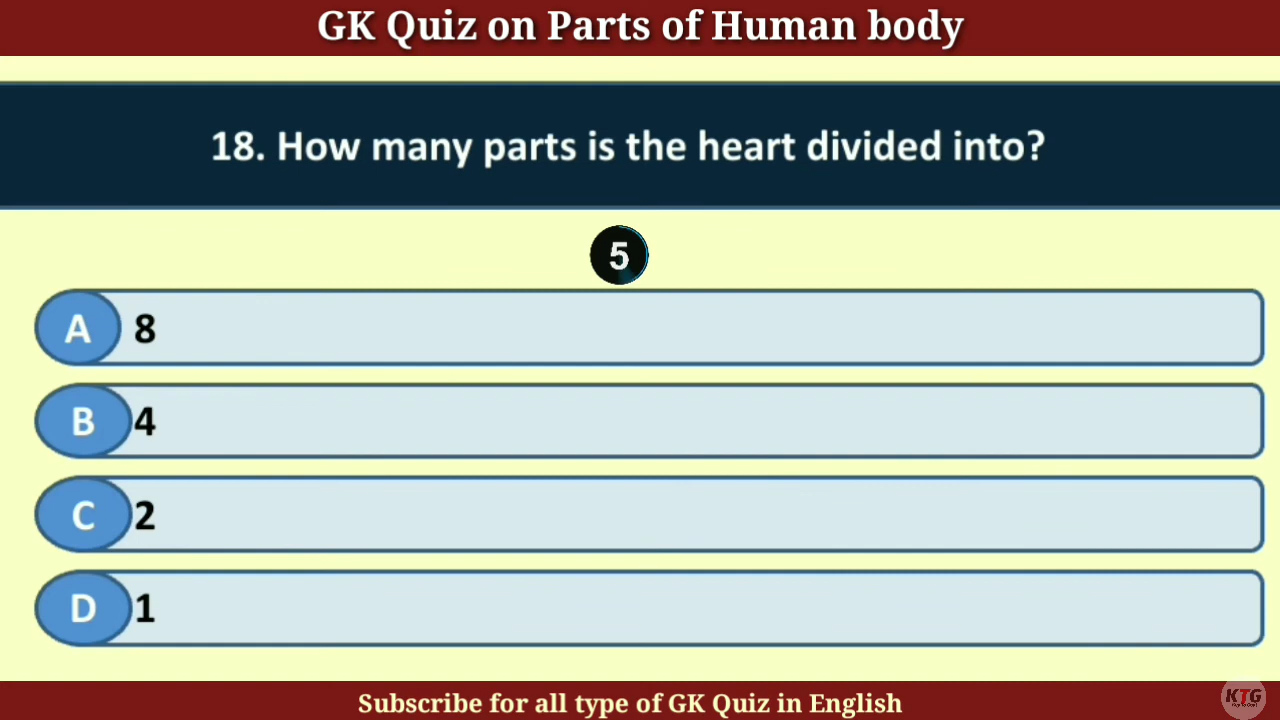 GK Quiz on Parts of Human body
18. How many parts is the heart divided into?
5
A 8
B 4
C 2
D 1
Subscribe for all type of GK Quiz in English
KTG